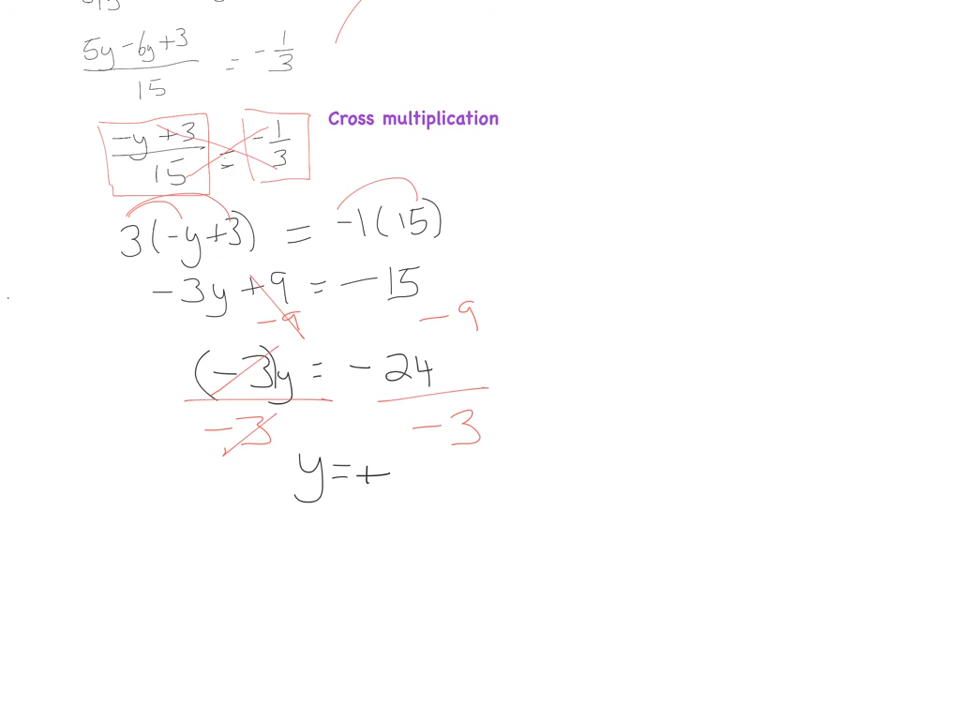 5y-6y+3/15 = -1/3
-y+3/15 = -1/3 Cross multiplication
3(-y+3) = -1(15)
-3y+9 = -15
-9 -9
(-3)y = -24
-3 -3
y=+